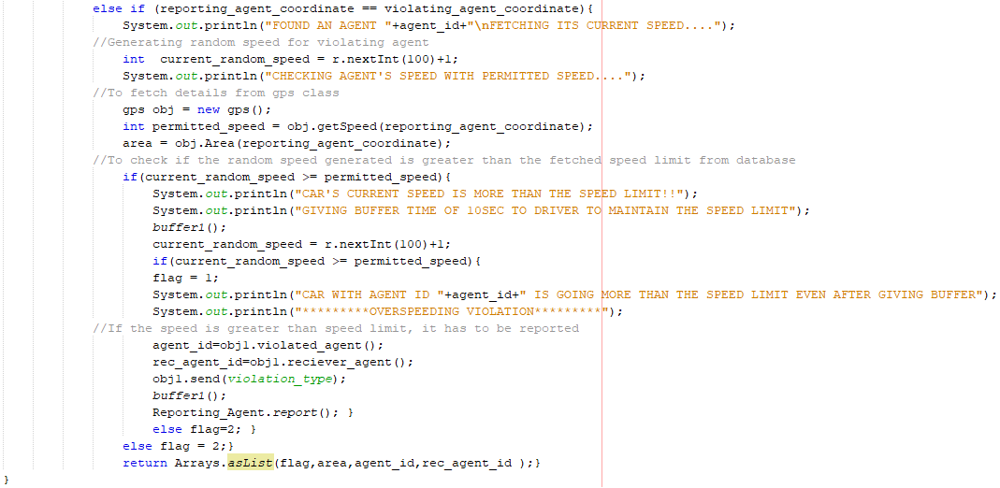 else if (reporting_agent_coordinate == violating_agent_coordinate){
System.out.println("FOUND AN AGENT "+agent_id+"\nFETCHING ITS CURRENT SPEED....");
//Generating random speed for violating agent
int  current_random_speed = r.nextInt(100)+1;
System.out.println("CHECKING AGENT'S SPEED WITH PERMITTED SPEED....");
//To fetch details from gps class
gps obj = new gps();
int permitted_speed = obj.getSpeed(reporting_agent_coordinate);
area = obj.Area(reporting_agent_coordinate);
//To check if the random speed generated is greater than the fetched speed limit from database
if(current_random_speed >= permitted_speed){
System.out.println("CAR'S CURRENT SPEED IS MORE THAN THE SPEED LIMIT!!");
System.out.println("GIVING BUFFER TIME OF 10SEC TO DRIVER TO MAINTAIN THE SPEED LIMIT");
buffer1();
current_random_speed = r.nextInt(100)+1;
if(current_random_speed >= permitted_speed){
flag = 1;
System.out.println("CAR WITH AGENT ID "+agent_id+" IS GOING MORE THAN THE SPEED LIMIT EVEN AFTER GIVING BUFFER");
System.out.println("*********OVERSPEEDING VIOLATION*********");
//If the speed is greater than speed limit, it has to be reported
agent_id=obj1.violated_agent();
rec_agent_id=obj1.reciever_agent();
obj1.send(violation_type);
buffer1();
Reporting_Agent.report(); }
else flag=2; }
else flag = 2;}
return Arrays.asList(flag,area,agent_id,rec_agent_id );}
}